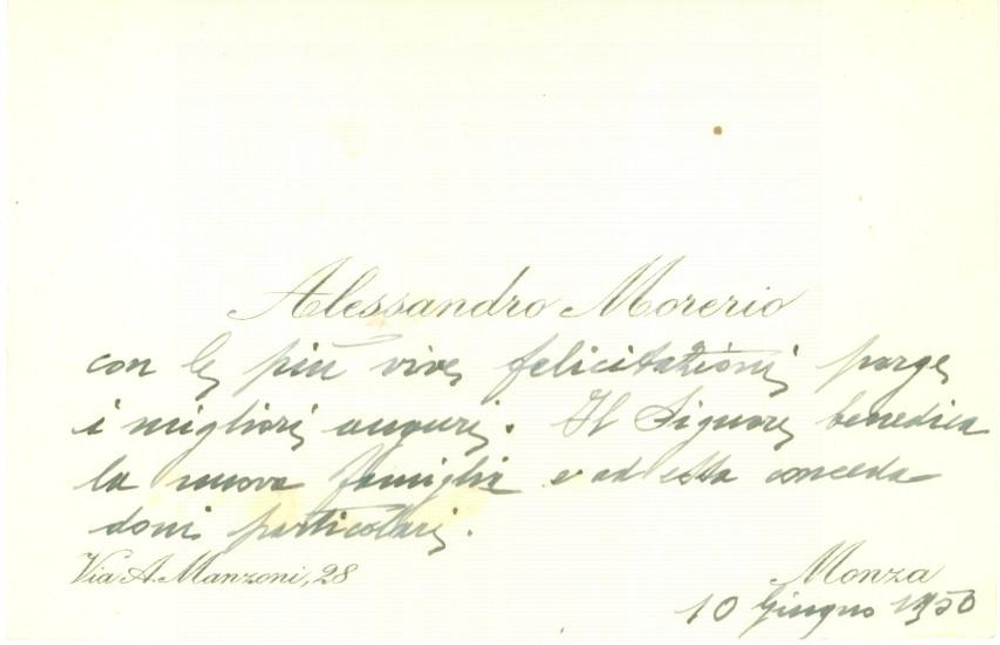 Alessandro Morerio
con le più vive felicitazioni porge
i migliori auguri. Il Signore benedica
la nuova famiglia e ad essa conceda
doni particolari.
Via A. Manzoni, 28
Monza
10 Giugno 1950